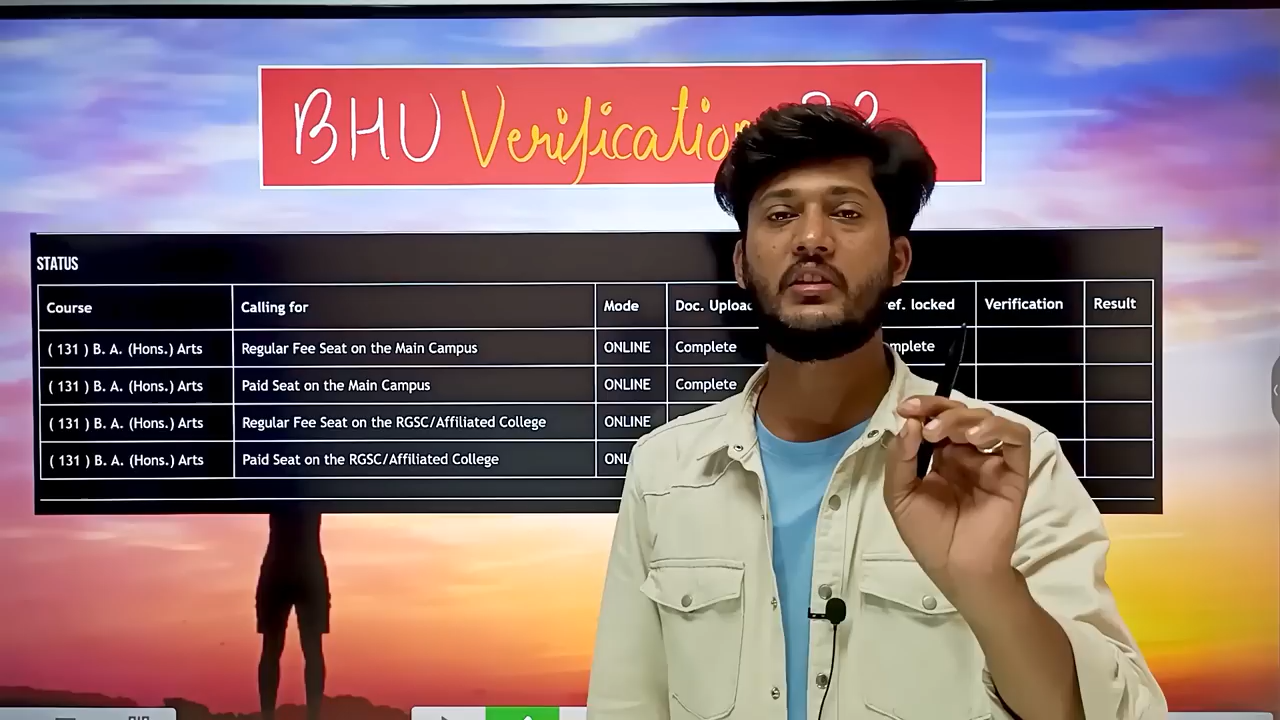 BHU Verification ??
STATUS
Course Calling for Mode Doc. Upload ef. locked Verification Result
( 131 ) B. A. (Hons.) Arts Regular Fee Seat on the Main Campus ONLINE Complete mplete
( 131 ) B. A. (Hons.) Arts Paid Seat on the Main Campus ONLINE Complete
( 131 ) B. A. (Hons.) Arts Regular Fee Seat on the RGSC/Affiliated College ONLINE
( 131 ) B. A. (Hons.) Arts Paid Seat on the RGSC/Affiliated College ONL